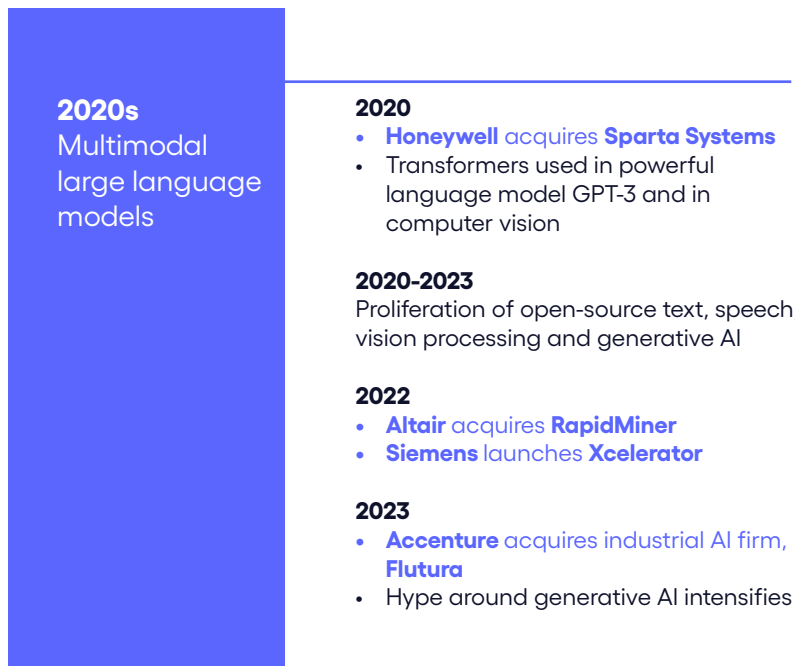 2020s
Multimodal
large language
models
2020
• Honeywell acquires Sparta Systems
• Transformers used in powerful
language model GPT-3 and in
computer vision
2020-2023
Proliferation of open-source text, speech
vision processing and generative AI
2022
• Altair acquires RapidMiner
• Siemens launches Xcelerator
2023
• Accenture acquires industrial AI firm,
Flutura
• Hype around generative AI intensifies